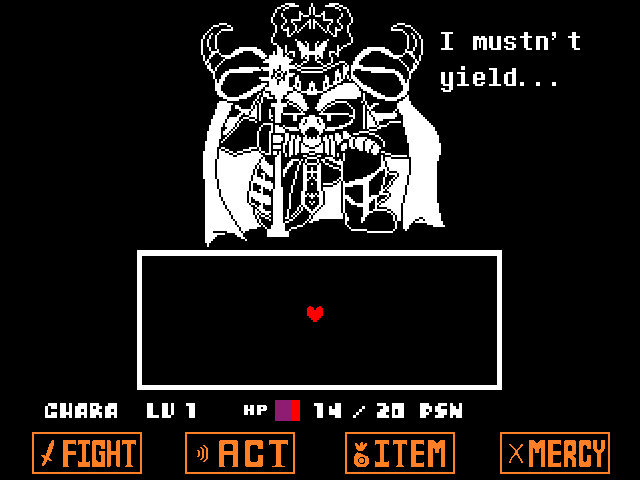 I mustn't
yield...
CHARA LV 1 HP 14 / 20 PSN
FIGHT ACT ITEM MERCY